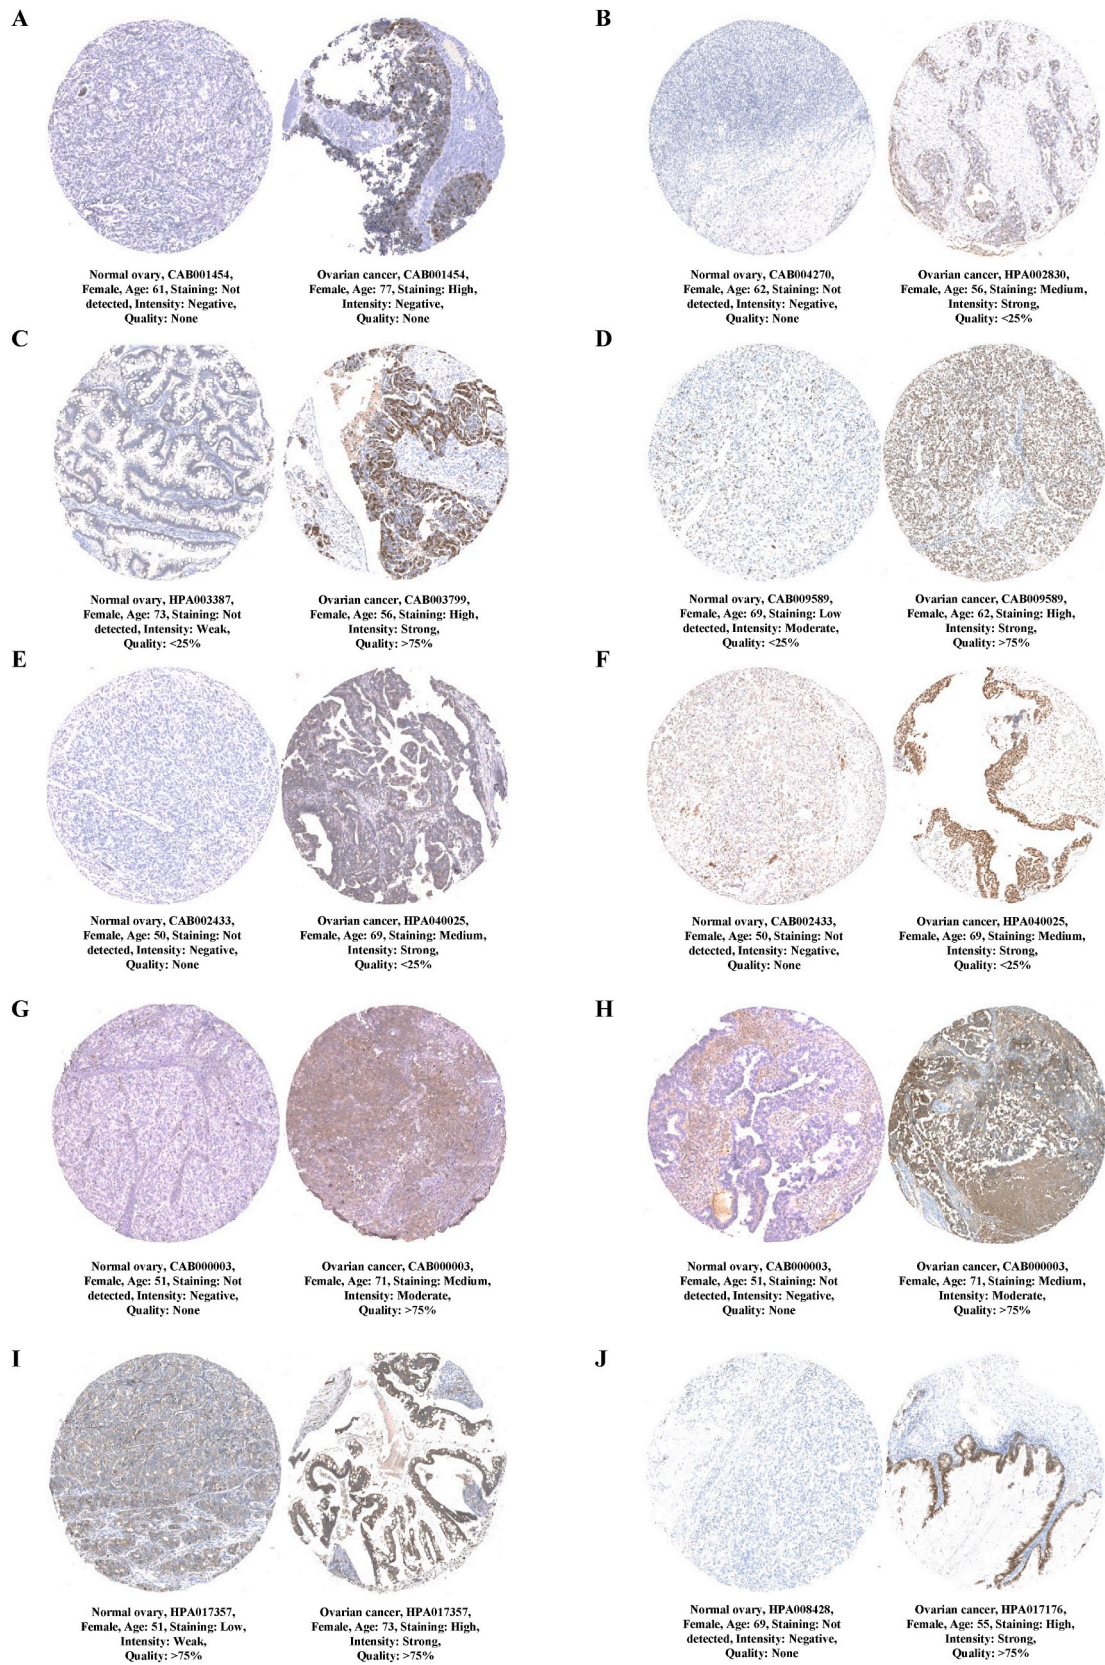 A
B
Normal ovary, CAB001454,
Female, Age: 61, Staining: Not
detected, Intensity: Negative,
Quality: None
Ovarian cancer, CAB001454,
Female, Age: 77, Staining: High,
Intensity: Negative,
Quality: None
Normal ovary, CAB004270,
Female, Age: 62, Staining: Not
detected, Intensity: Negative,
Quality: None
Ovarian cancer, HPA002830,
Female, Age: 56, Staining: Medium,
Intensity: Strong,
Quality: <25%
C
D
Normal ovary, HPA003387,
Female, Age: 73, Staining: Not
detected, Intensity: Weak,
Quality: <25%
Ovarian cancer, CAB003799,
Female, Age: 56, Staining: High,
Intensity: Strong,
Quality: >75%
Normal ovary, CAB009589,
Female, Age: 69, Staining: Low
detected, Intensity: Moderate,
Quality: <25%
Ovarian cancer, CAB009589,
Female, Age: 62, Staining: High,
Intensity: Strong,
Quality: >75%
E
F
Normal ovary, CAB002433,
Female, Age: 50, Staining: Not
detected, Intensity: Negative,
Quality: None
Ovarian cancer, HPA040025,
Female, Age: 69, Staining: Medium,
Intensity: Strong,
Quality: <25%
Normal ovary, CAB002433,
Female, Age: 50, Staining: Not
detected, Intensity: Negative,
Quality: None
Ovarian cancer, HPA040025,
Female, Age: 69, Staining: Medium,
Intensity: Strong,
Quality: <25%
G
H
Normal ovary, CAB000003,
Female, Age: 51, Staining: Not
detected, Intensity: Negative,
Quality: None
Ovarian cancer, CAB000003,
Female, Age: 71, Staining: Medium,
Intensity: Moderate,
Quality: >75%
Normal ovary, CAB000003,
Female, Age: 51, Staining: Not
detected, Intensity: Negative,
Quality: None
Ovarian cancer, CAB000003,
Female, Age: 71, Staining: Medium,
Intensity: Moderate,
Quality: >75%
I
J
Normal ovary, HPA017357,
Female, Age: 51, Staining: Low,
Intensity: Weak,
Quality: >75%
Ovarian cancer, HPA017357,
Female, Age: 73, Staining: High,
Intensity: Strong,
Quality: >75%
Normal ovary, HPA008428,
Female, Age: 69, Staining: Not
detected, Intensity: Negative,
Quality: None
Ovarian cancer, HPA017176,
Female, Age: 55, Staining: High,
Intensity: Strong,
Quality: >75%